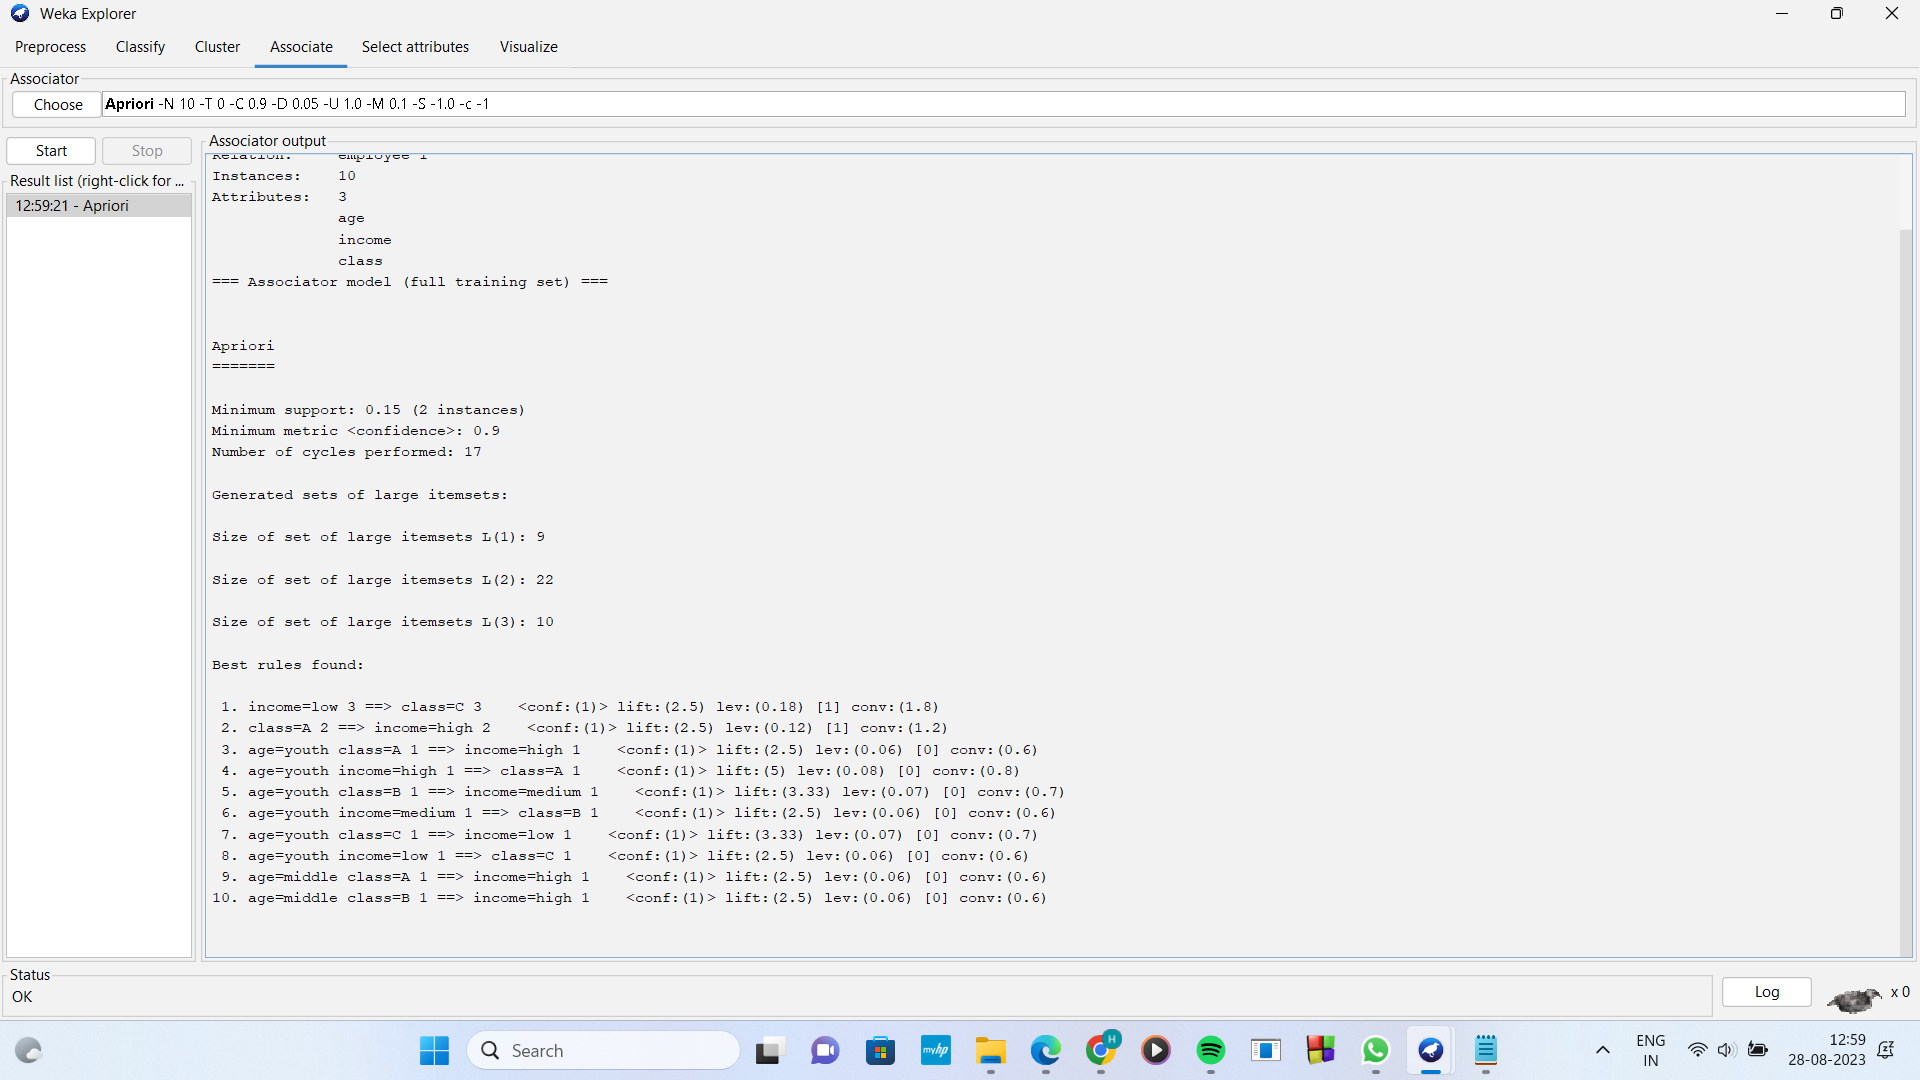 Weka Explorer
Preprocess Classify Cluster Associate Select attributes Visualize
Associator
Choose Apriori -N 10 -T 0 -C 0.9 -D 0.05 -U 1.0 -M 0.1 -S -1.0 -c -1
Start Stop
Result list (right-click for ...
12:59:21 - Apriori
Associator output
Relation: employee 1
Instances: 10
Attributes: 3
age
income
class
=== Associator model (full training set) ===
Apriori
=======
Minimum support: 0.15 (2 instances)
Minimum metric <confidence>: 0.9
Number of cycles performed: 17
Generated sets of large itemsets:
Size of set of large itemsets L(1): 9
Size of set of large itemsets L(2): 22
Size of set of large itemsets L(3): 10
Best rules found:
1. income=low 3 ==> class=C 3 <conf:(1)> lift:(2.5) lev:(0.18) [1] conv:(1.8)
2. class=A 2 ==> income=high 2 <conf:(1)> lift:(2.5) lev:(0.12) [1] conv:(1.2)
3. age=youth class=A 1 ==> income=high 1 <conf:(1)> lift:(2.5) lev:(0.06) [0] conv:(0.6)
4. age=youth income=high 1 ==> class=A 1 <conf:(1)> lift:(5) lev:(0.08) [0] conv:(0.8)
5. age=youth class=B 1 ==> income=medium 1 <conf:(1)> lift:(3.33) lev:(0.07) [0] conv:(0.7)
6. age=youth income=medium 1 ==> class=B 1 <conf:(1)> lift:(2.5) lev:(0.06) [0] conv:(0.6)
7. age=youth class=C 1 ==> income=low 1 <conf:(1)> lift:(3.33) lev:(0.07) [0] conv:(0.7)
8. age=youth income=low 1 ==> class=C 1 <conf:(1)> lift:(2.5) lev:(0.06) [0] conv:(0.6)
9. age=middle class=A 1 ==> income=high 1 <conf:(1)> lift:(2.5) lev:(0.06) [0] conv:(0.6)
10. age=middle class=B 1 ==> income=high 1 <conf:(1)> lift:(2.5) lev:(0.06) [0] conv:(0.6)
Status
OK
Log
x 0
Search
myhp
H
ENG
IN
12:59
28-08-2023